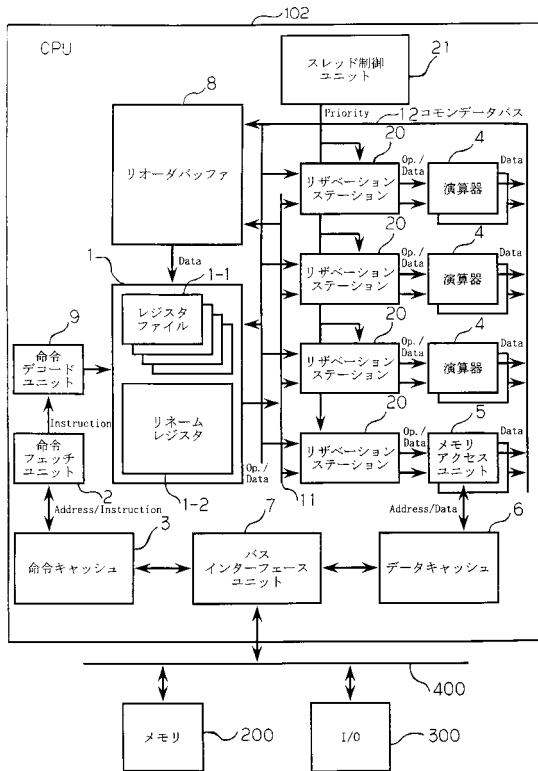 102
CPU
スレッド制御
ユニット
21
8
Priority
12 コモンデータバス
リオーダバッファ
20
Op./
Data
4
Data
リザベーション
ステーション
演算器
20
Op./
Data
4
Data
リザベーション
ステーション
演算器
Data
1
1-1
レジスタ
ファイル
9
命令
デコードユニット
20
Op./
Data
4
Data
リザベーション
ステーション
演算器
リネーム
レジスタ
Instruction
命令
フェッチ
ユニット
2
20
Op./
Data
5
Data
リザベーション
ステーション
メモリ
アクセス
ユニット
Op./
Data
1-2
11
Address/Instruction
3
7
Address/Data
6
命令キャッシュ
バス
インターフェース
ユニット
データキャッシュ
400
メモリ
200
I/O
300